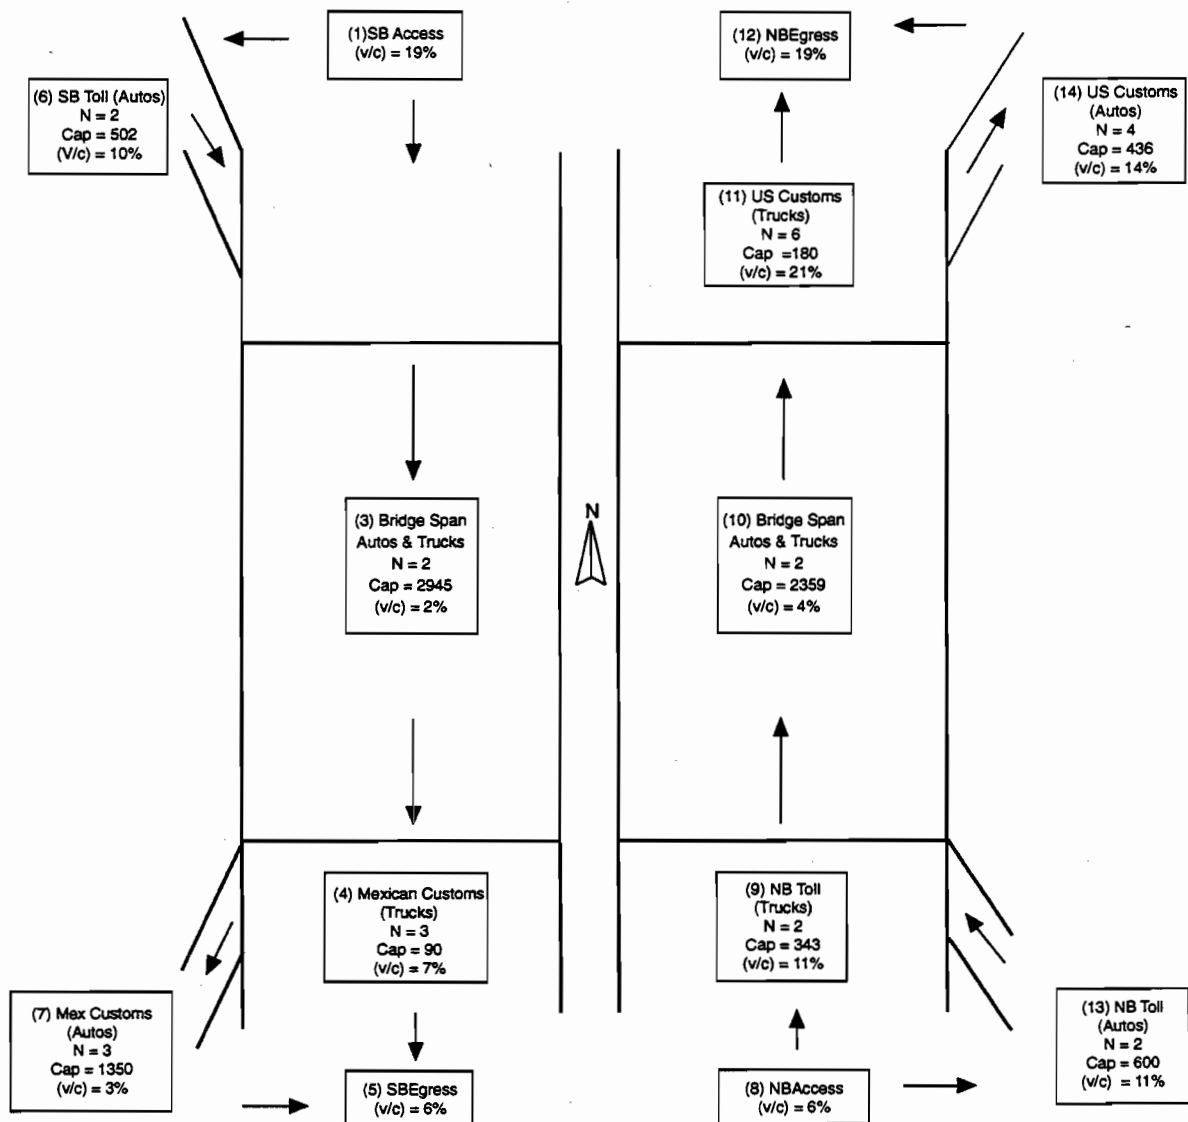 (1)SB Access
(v/c) = 19%
(12) NBEgress
(v/c) = 19%
(6) SB Toll (Autos)
N = 2
Cap = 502
(V/c) = 10%
(14) US Customs
(Autos)
N = 4
Cap = 436
(v/c) = 14%
(11) US Customs
(Trucks)
N = 6
Cap =180
(v/c) = 21%
(3) Bridge Span
Autos & Trucks
N = 2
Cap = 2945
(v/c) = 2%
N
(10) Bridge Span
Autos & Trucks
N = 2
Cap = 2359
(v/c) = 4%
(4) Mexican Customs
(Trucks)
N = 3
Cap = 90
(v/c) = 7%
(9) NB Toll
(Trucks)
N = 2
Cap = 343
(v/c) = 11%
(7) Mex Customs
(Autos)
N = 3
Cap = 1350
(v/c) = 3%
(13) NB Toll
(Autos)
N = 2
Cap = 600
(v/c) = 11%
(5) SBEgress
(v/c) = 6%
(8) NBAccess
(v/c) = 6%